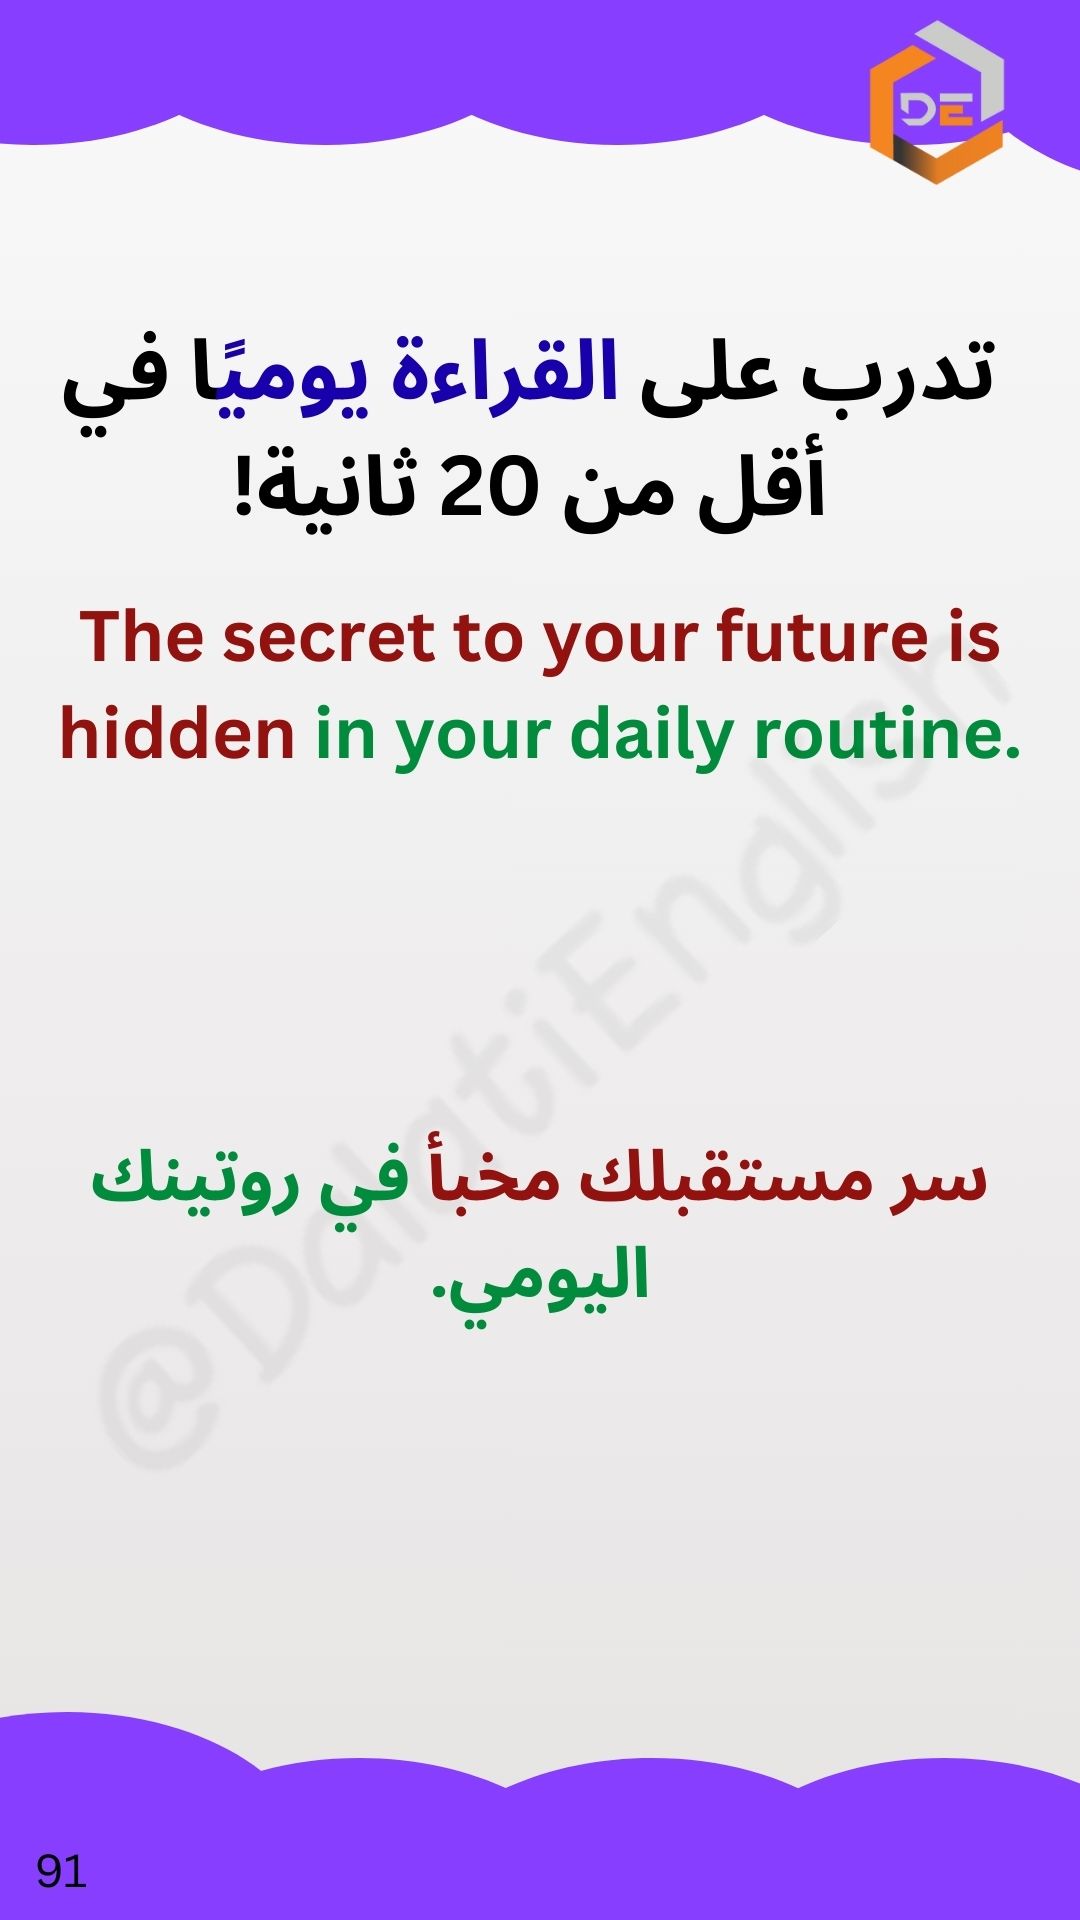 DE
تدرب على القراءة يوميًا في
أقل من 20 ثانية!
The secret to your future is
hidden in your daily routine.
@DalatiEnglish
سر مستقبلك مخبأ في روتينك
اليومي.
91